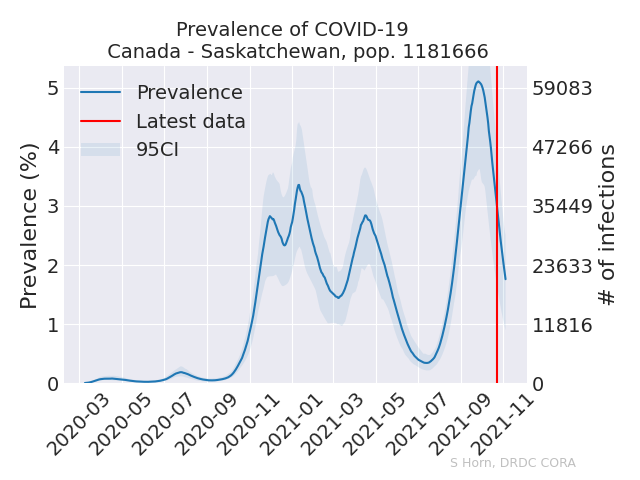 Prevalence of COVID-19
Canada - Saskatchewan, pop. 1181666
Prevalence
Latest data
95CI
Prevalence (%)
5
4
3
2
1
0
59083
47266
35449
23633
11816
0
# of infections
2020-03
2020-05
2020-07
2020-09
2020-11
2021-01
2021-03
2021-05
2021-07
2021-09
2021-11
S Horn, DRDC CORA